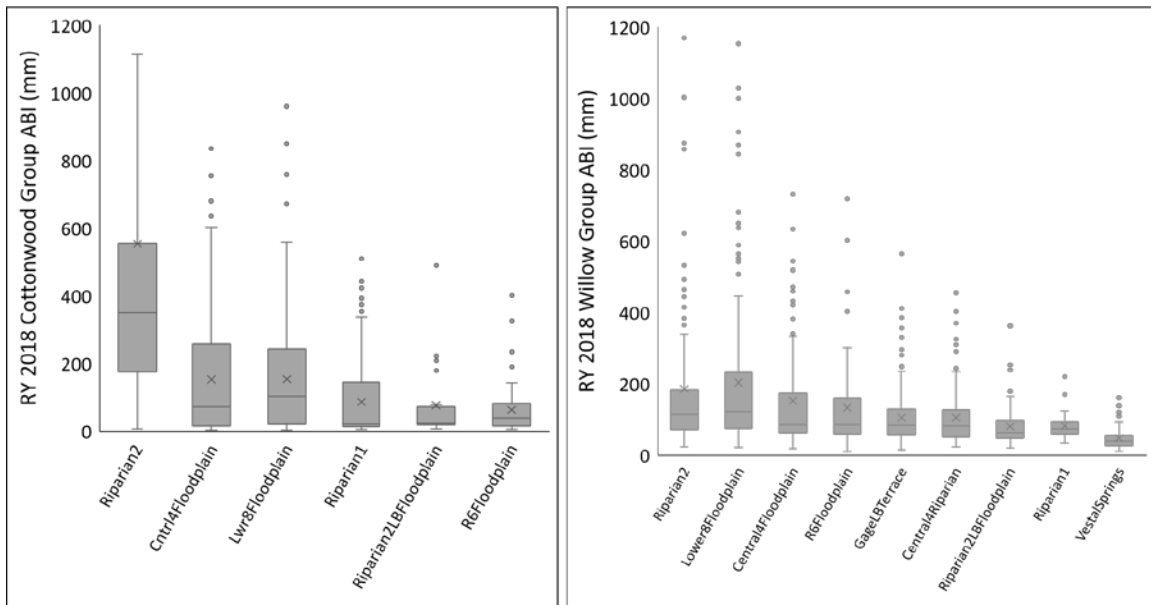 RY 2018 Cottonwood Group ABI (mm)
1200
1000
800
600
400
200
0
Riparian2
Cntrl4Floodplain
Lwr8Floodplain
Riparian1
Riparian2LBFloodplain
R6Floodplain
RY 2018 Willow Group ABI (mm)
1200
1000
800
600
400
200
0
Riparian2
Lower8Floodplain
Central4Floodplain
R6Floodplain
GageLBTerrace
Central4Riparian
Riparian2LBFloodplain
Riparian1
VestalSprings